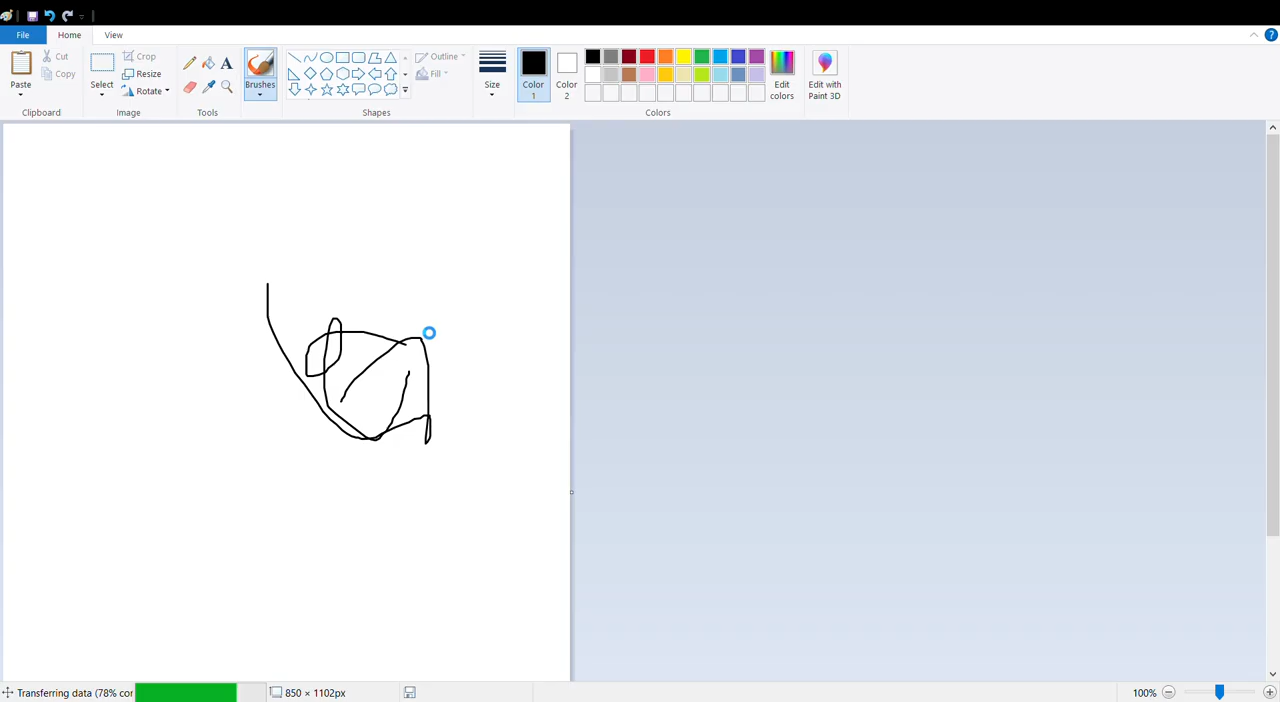 File Home View
Paste Cut Copy
Clipboard
Select Crop Resize Rotate
Image
A
Tools
Brushes
Outline Fill
Shapes
Size
Color 1 Color 2
Edit colors
Colors
Edit with Paint 3D
?
Transferring data (78% cor 850 × 1102px 100%